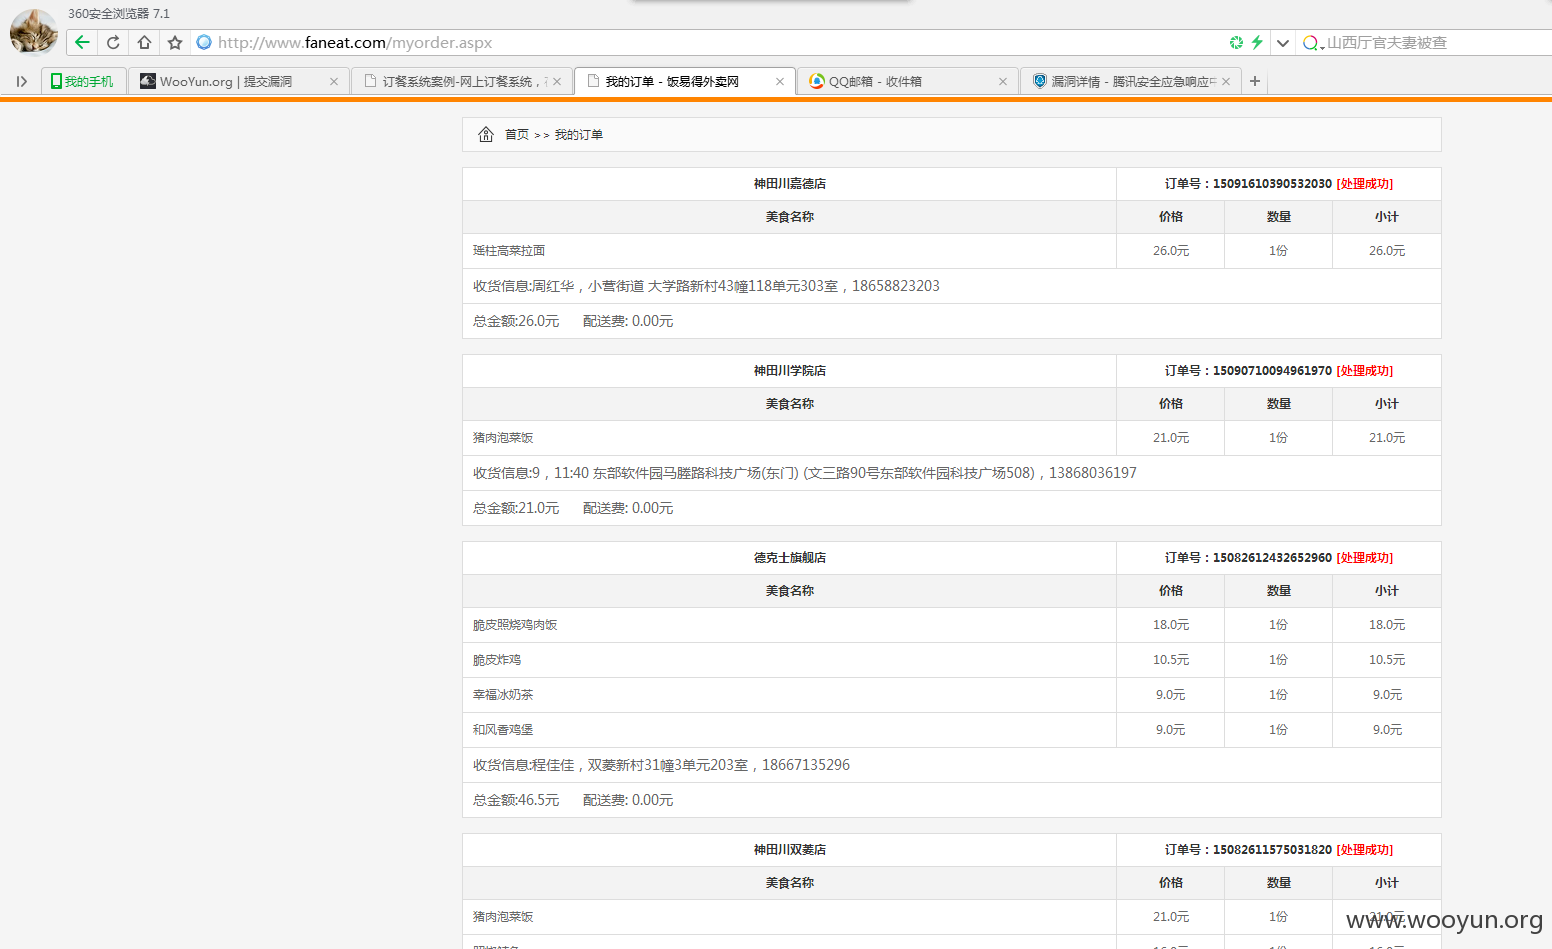 360安全浏览器 7.1
http://www.faneat.com/myorder.aspx
山西厅官夫妻被查
我的手机
WooYun.org | 提交漏洞
订餐系统案例-网上订餐系统，
我的订单 - 饭易得外卖网
QQ邮箱 - 收件箱
漏洞详情 - 腾讯安全应急响应中
首页 >> 我的订单
神田川嘉德店 订单号：15091610390532030 [处理成功]
美食名称 价格 数量 小计
瑶柱高菜拉面 26.0元 1份 26.0元
收货信息:周红华，小营街道 大学路新村43幢118单元303室，18658823203
总金额:26.0元 配送费: 0.00元
神田川学院店 订单号：15090710094961970 [处理成功]
美食名称 价格 数量 小计
猪肉泡菜饭 21.0元 1份 21.0元
收货信息:9，11:40 东部软件园马塍路科技广场(东门) (文三路90号东部软件园科技广场508)，13868036197
总金额:21.0元 配送费: 0.00元
德克士旗舰店 订单号：15082612432652960 [处理成功]
美食名称 价格 数量 小计
脆皮照烧鸡肉饭 18.0元 1份 18.0元
脆皮炸鸡 10.5元 1份 10.5元
幸福冰奶茶 9.0元 1份 9.0元
和风香鸡堡 9.0元 1份 9.0元
收货信息:程佳佳，双菱新村31幢3单元203室，18667135296
总金额:46.5元 配送费: 0.00元
神田川双菱店 订单号：15082611575031820 [处理成功]
美食名称 价格 数量 小计
猪肉泡菜饭 21.0元 1份 21.0元
www.wooyun.org